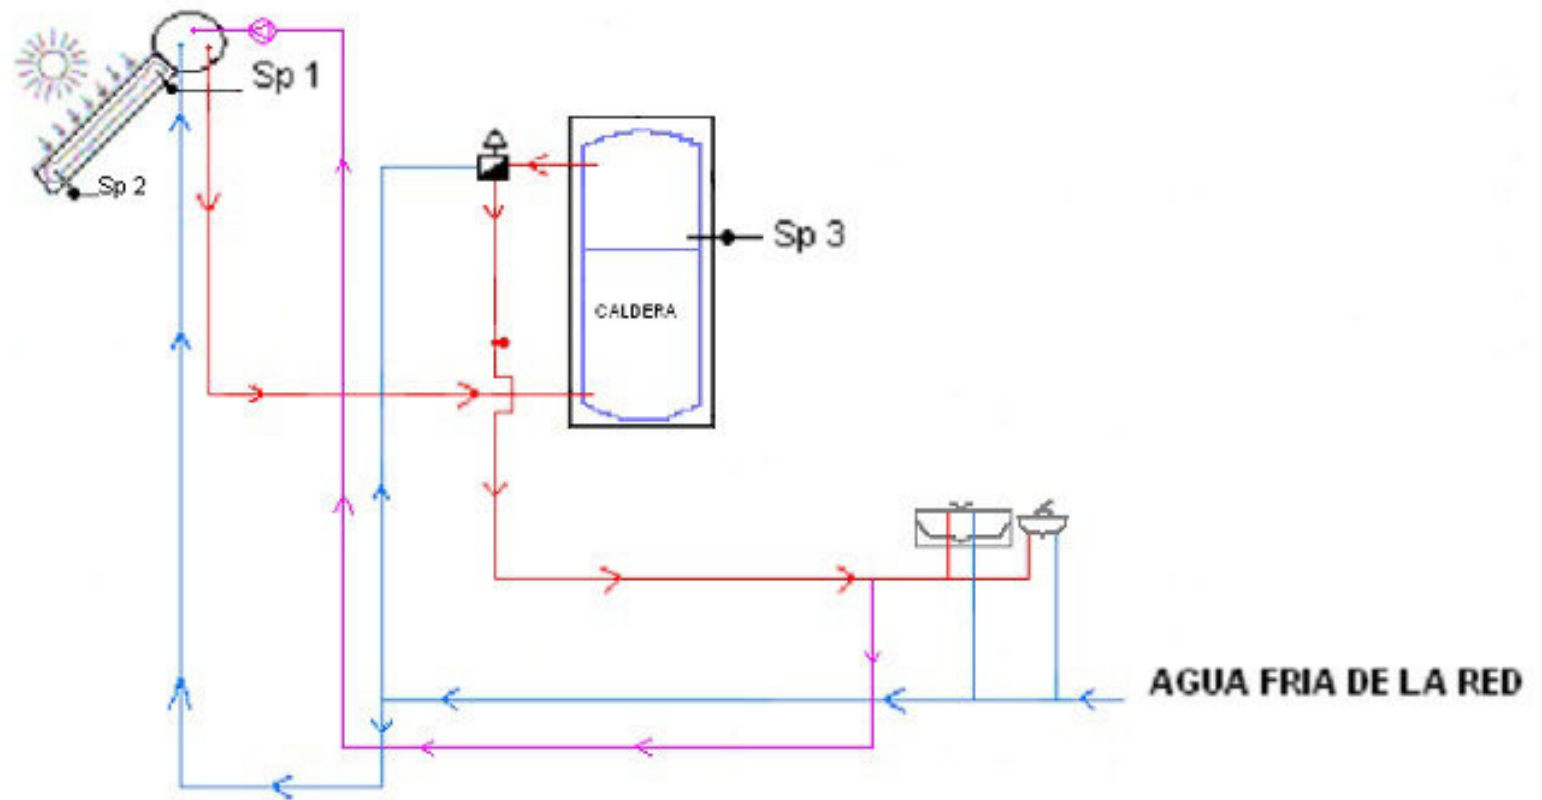 Sp 1
Sp 2
Sp 3
CALDERA
AGUA FRIA DE LA RED